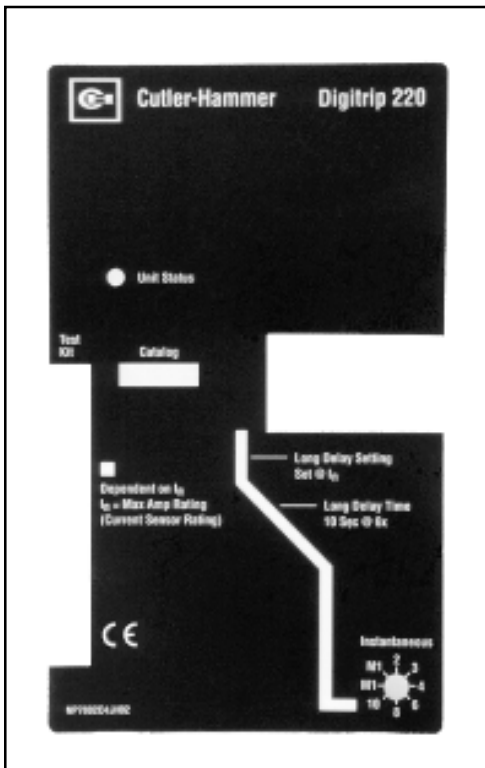 Cutler-Hammer Digitrip 220
Unit Status
Test
Kit
Catalog
Long Delay Setting
Set @ In
Dependent on In
In = Max Amp Rating
(Current Sensor Rating)
Long Delay Time
10 Sec @ 6x
CE
Instantaneous
M1 2 3
M1 4
10 8 6